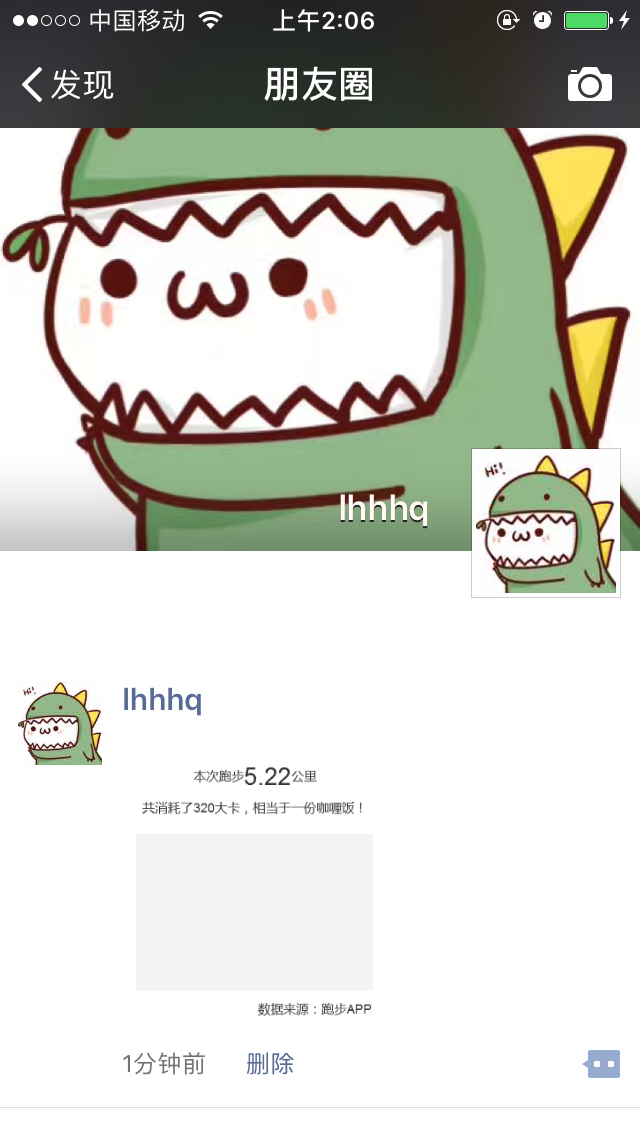 中国移动 上午2:06
发现 朋友圈
lhhhq
Hi!
Hi!
lhhhq
本次跑步5.22公里
共消耗了320大卡，相当于一份咖喱饭！
数据来源：跑步APP
1分钟前 删除